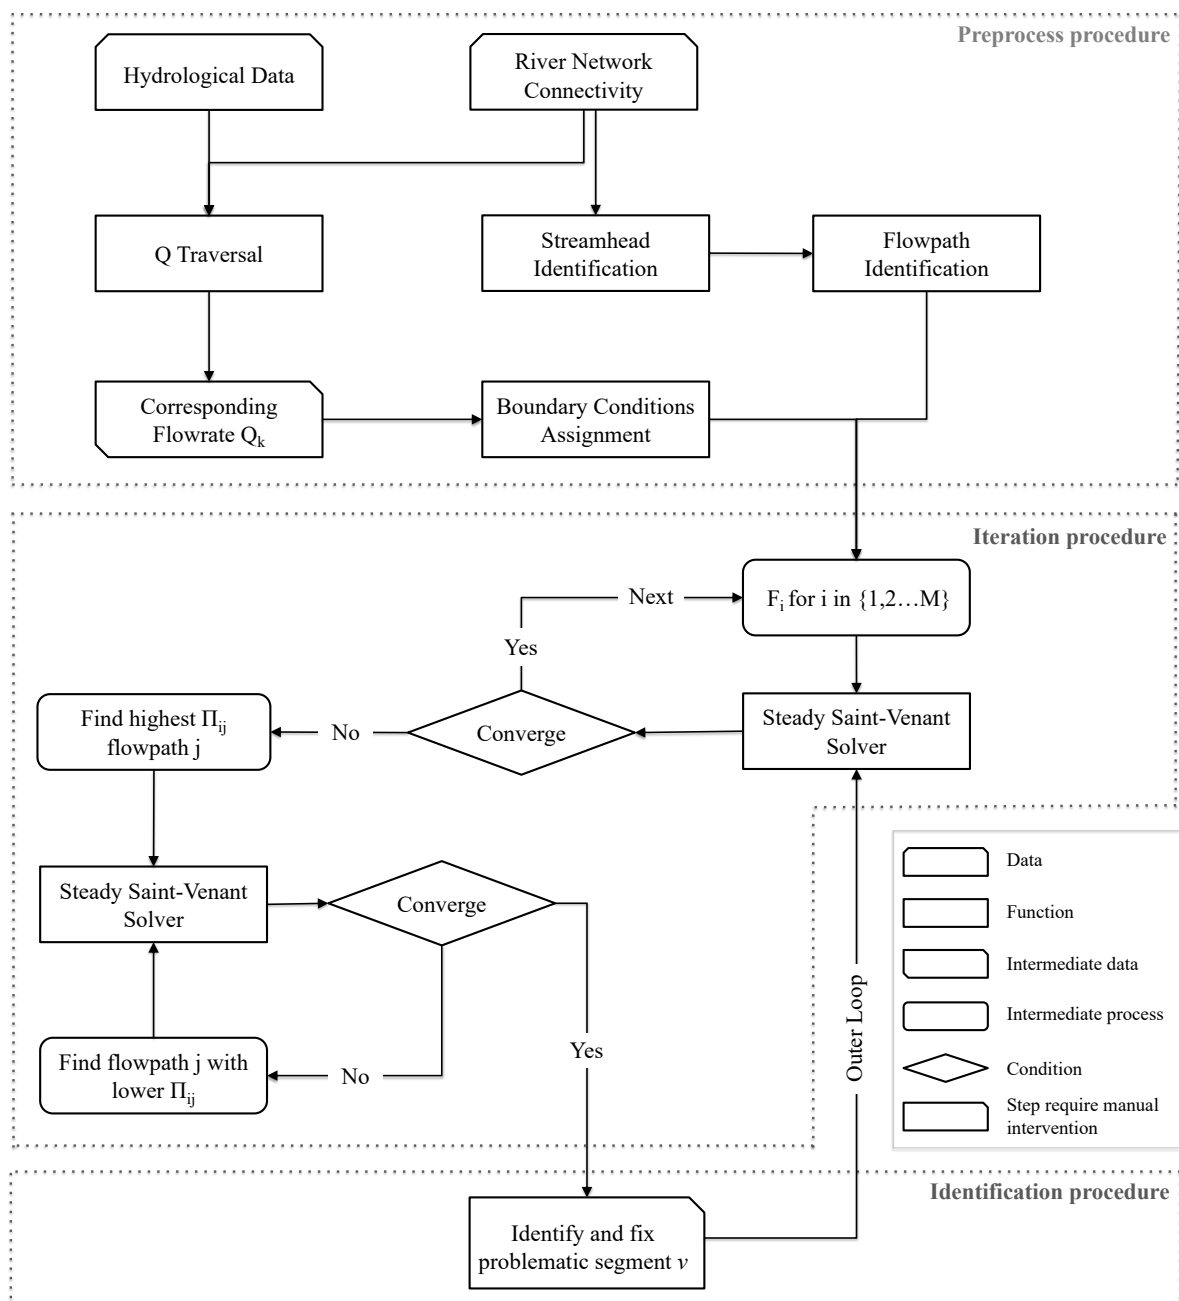 Preprocess procedure
Hydrological Data
River Network
Connectivity
Q Traversal
Streamhead
Identification
Flowpath
Identification
Corresponding
Flowrate Qk
Boundary Conditions
Assignment
Iteration procedure
Next
Fi for i in {1,2…M}
Yes
Find highest Πij
flowpath j
No
Converge
Steady Saint-Venant
Solver
Steady Saint-Venant
Solver
Converge
Find flowpath j with
lower Πij
No
Yes
Outer Loop
Data
Function
Intermediate data
Intermediate process
Condition
Step require manual
intervention
Identification procedure
Identify and fix
problematic segment v